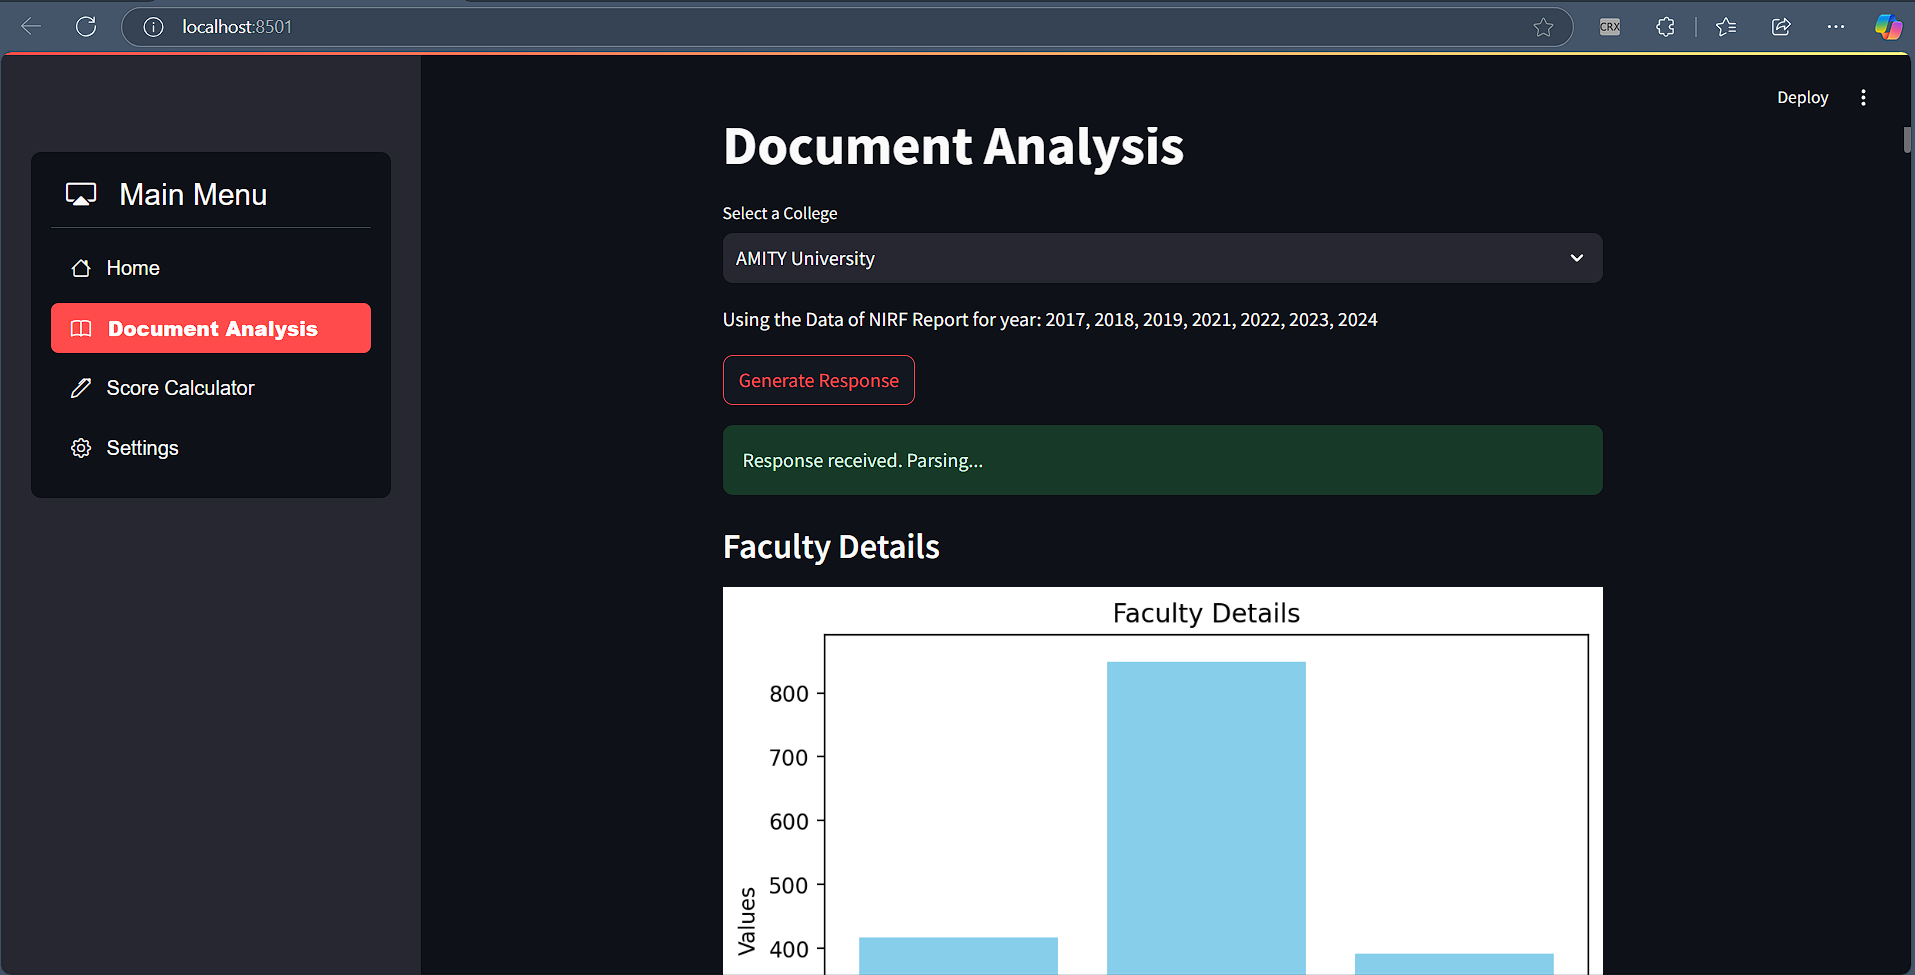 localhost:8501
CRX
Deploy
Main Menu
Home
Document Analysis
Score Calculator
Settings
Document Analysis
Select a College
AMITY University
Using the Data of NIRF Report for year: 2017, 2018, 2019, 2021, 2022, 2023, 2024
Generate Response
Response received. Parsing...
Faculty Details
Faculty Details
800
700
600
500
400
Values